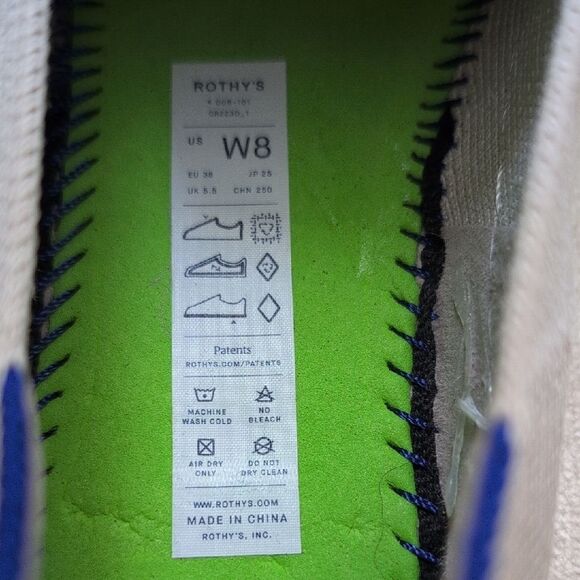 ROTHY'S
US W8
EU 38 JP 25
UK 5.5 CHN 250
Patents
ROTHYS.COM/PATENTS
MACHINE WASH COLD
NO BLEACH
AIR DRY ONLY
DO NOT DRY CLEAN
WWW.ROTHYS.COM
MADE IN CHINA
ROTHY'S, INC.